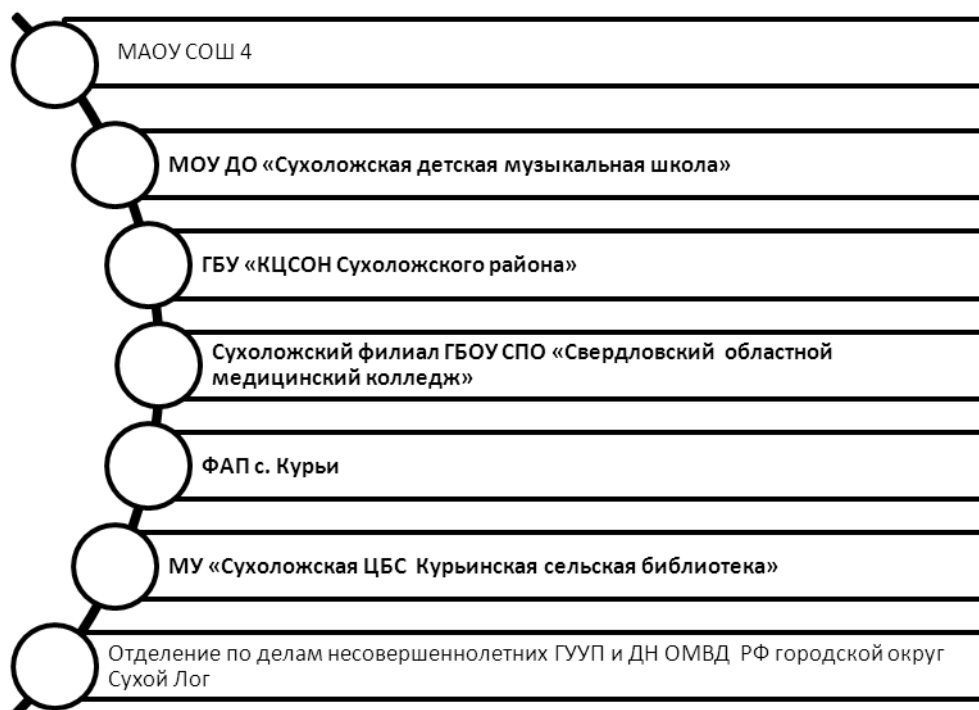 МАОУ СОШ 4
МОУ ДО «Сухоложская детская музыкальная школа»
ГБУ «КЦСОН Сухоложского района»
Сухоложский филиал ГБОУ СПО «Свердловский областной
медицинский колледж»
ФАП с. Курьи
МУ «Сухоложская ЦБС Курьинская сельская библиотека»
Отделение по делам несовершеннолетних ГУУП и ДН ОМВД РФ городской округ
Сухой Лог